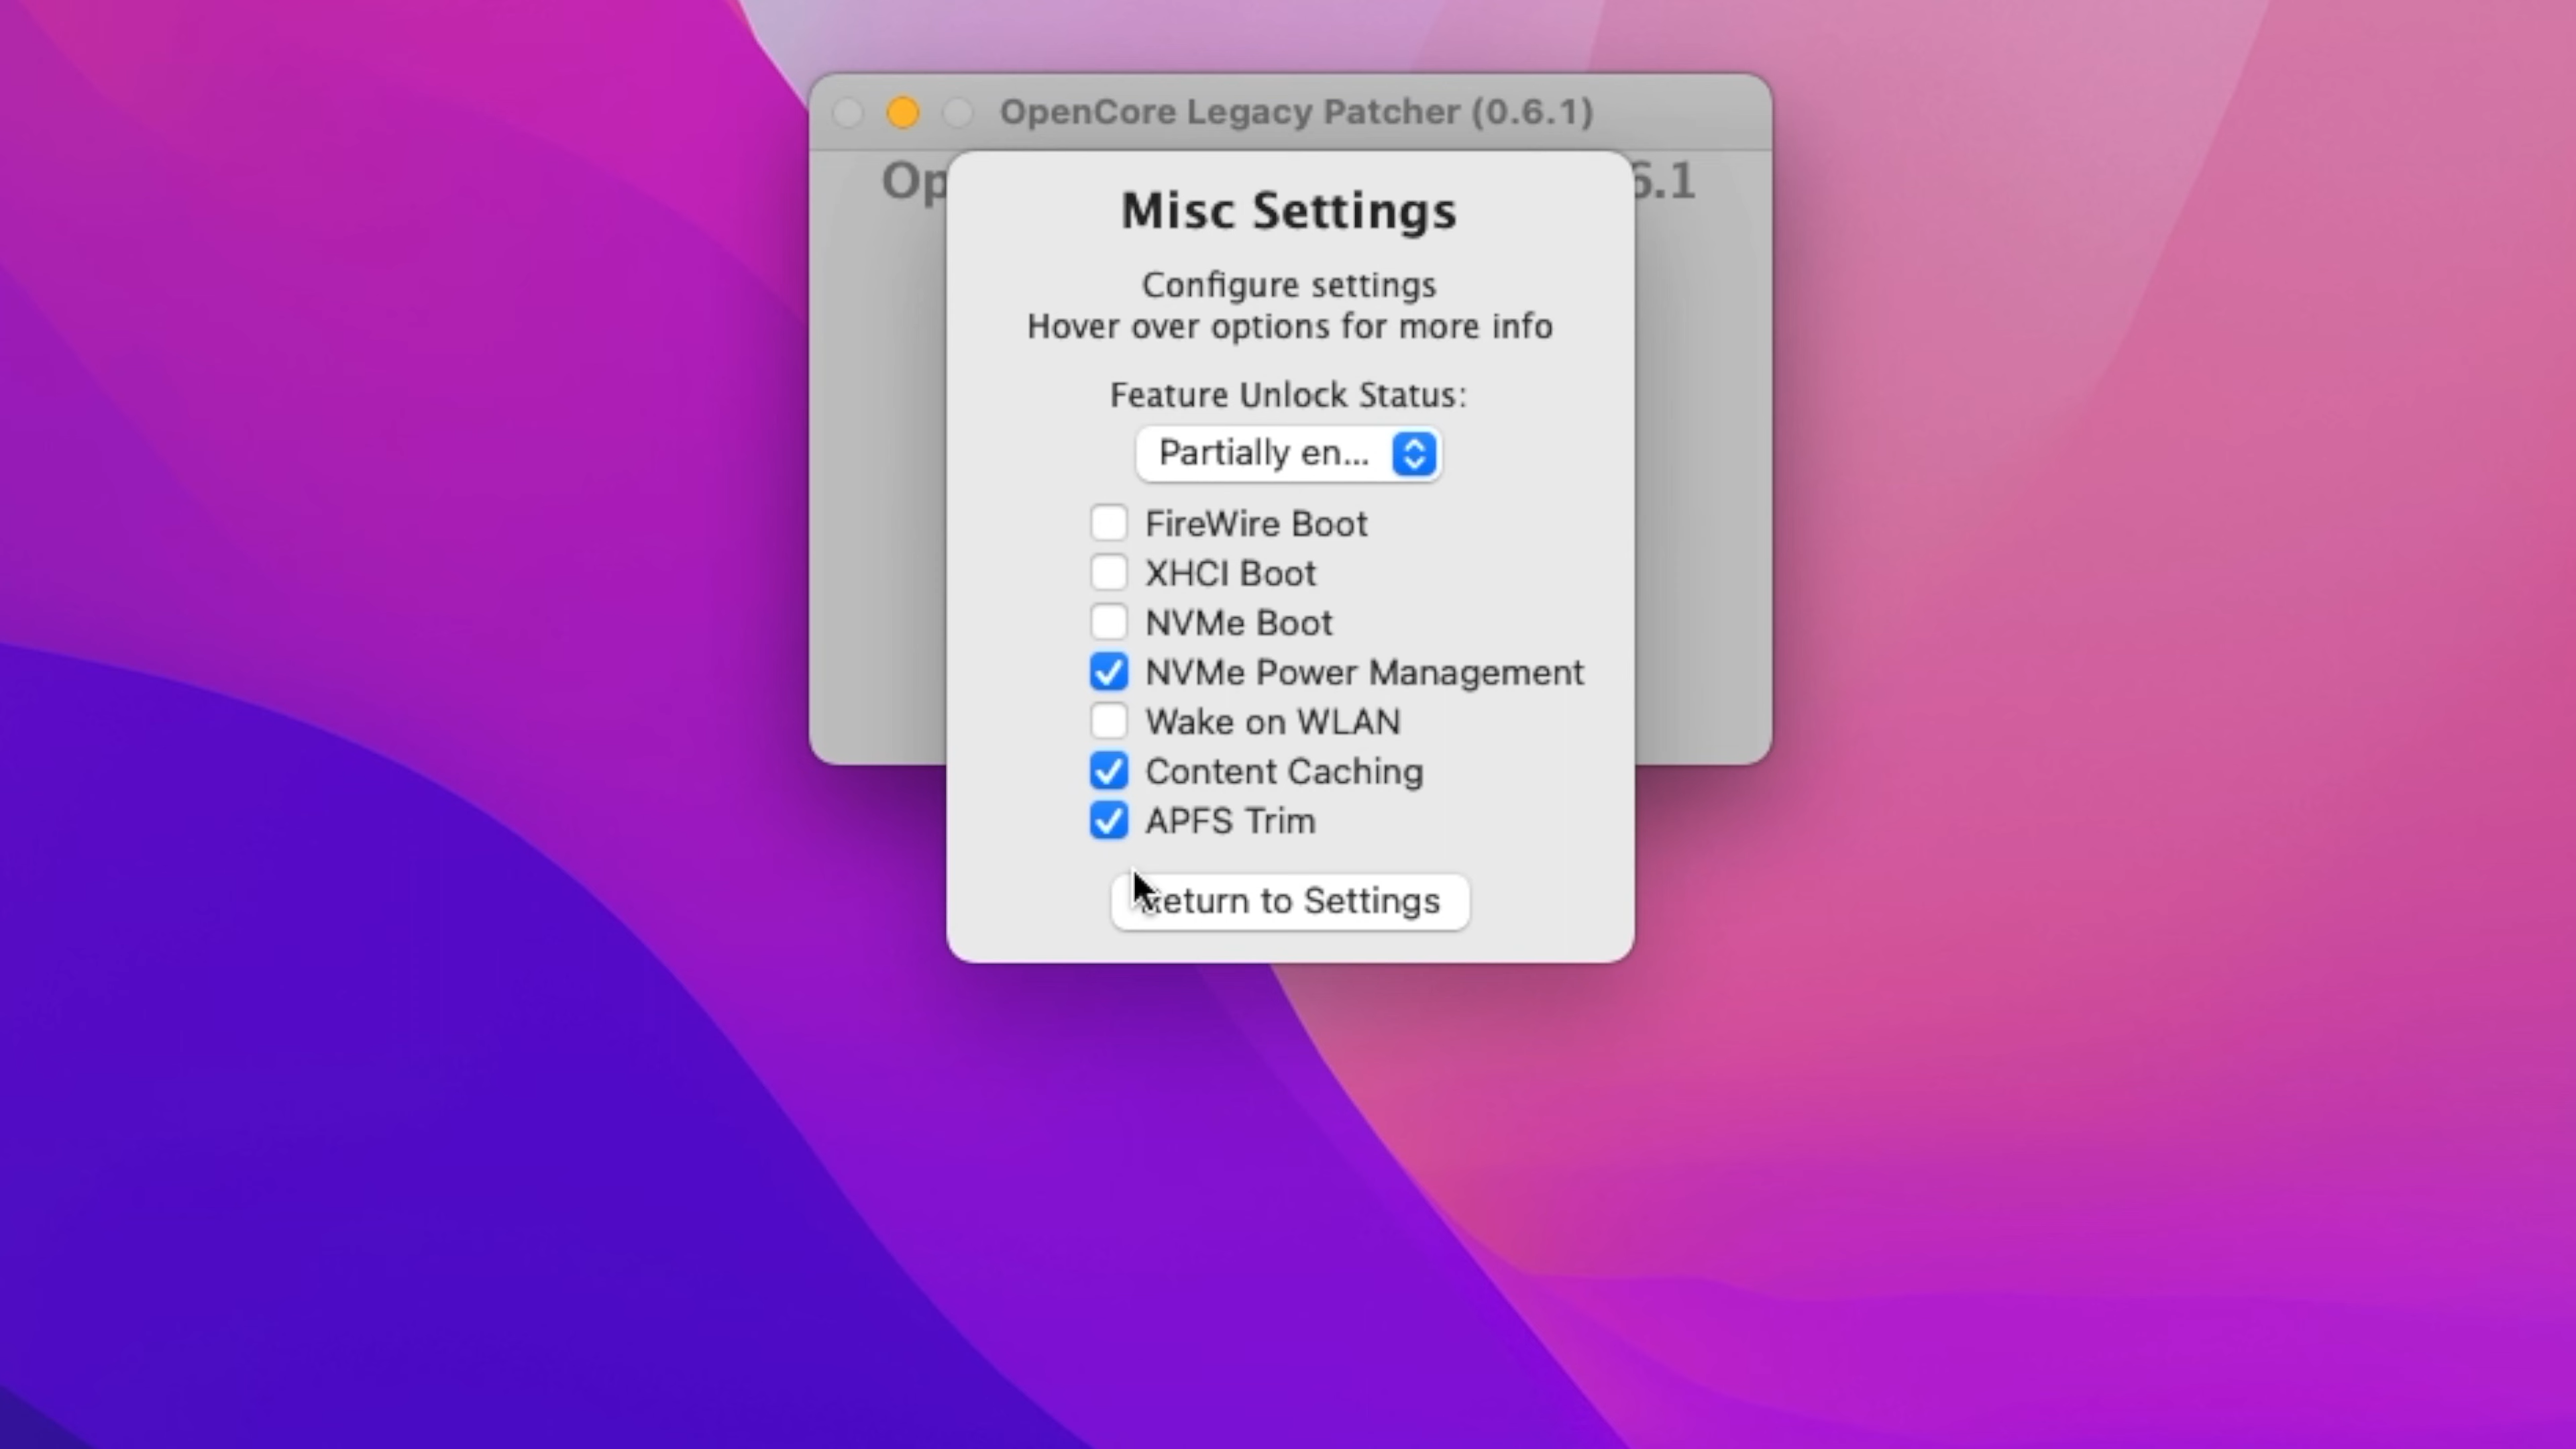 OpenCore Legacy Patcher (0.6.1)
Misc Settings
Configure settings
Hover over options for more info
Feature Unlock Status:
Partially en...
FireWire Boot
XHCI Boot
NVMe Boot
NVMe Power Management
Wake on WLAN
Content Caching
APFS Trim
Return to Settings